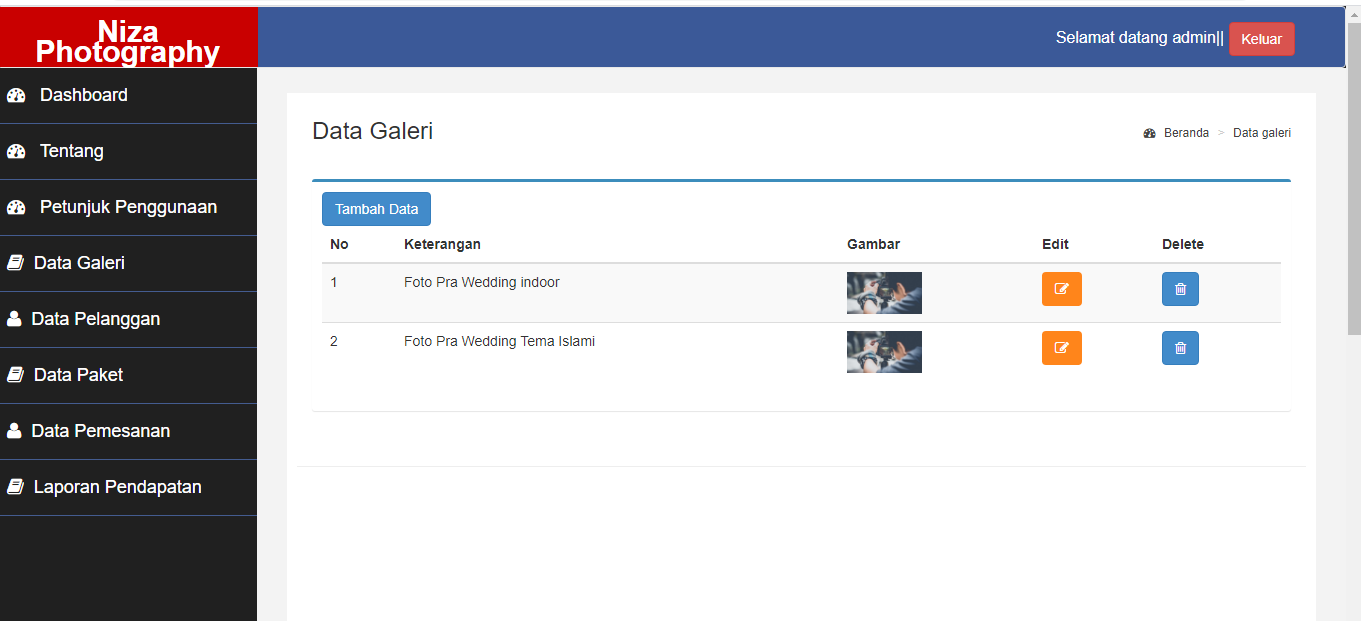 Niza
Photography
Selamat datang admin|| Keluar
Dashboard
Tentang
Petunjuk Penggunaan
Data Galeri
Data Pelanggan
Data Paket
Data Pemesanan
Laporan Pendapatan
Data Galeri
Beranda > Data galeri
Tambah Data
No Keterangan Gambar Edit Delete
1 Foto Pra Wedding indoor
2 Foto Pra Wedding Tema Islami